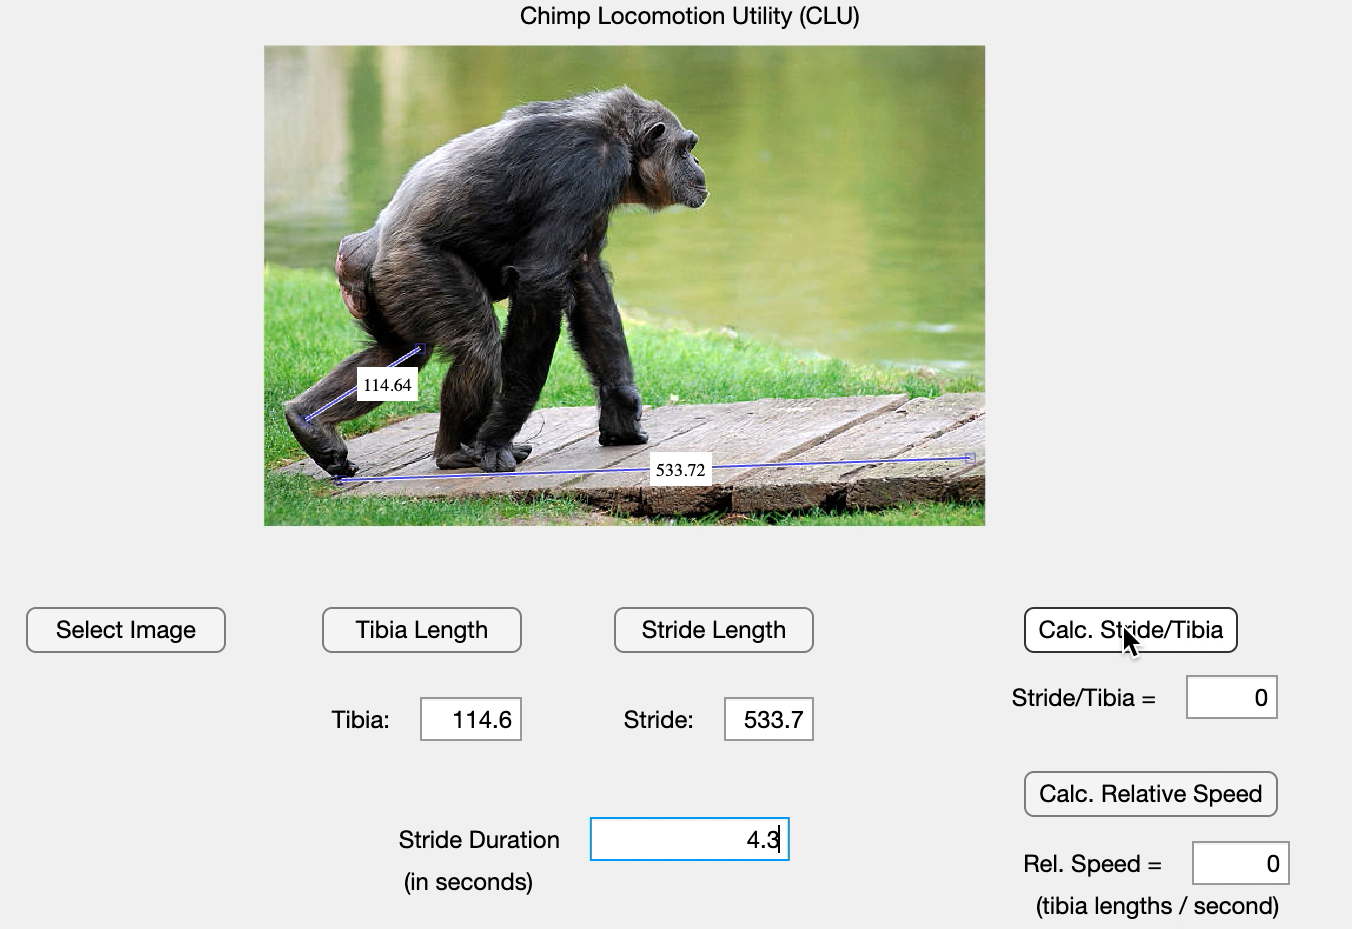 Chimp Locomotion Utility (CLU)
114.64
533.72
Select Image
Tibia Length
Stride Length
Calc. Stride/Tibia
Stride/Tibia =
0
Tibia:
114.6
Stride:
533.7
Calc. Relative Speed
Stride Duration
4.3
(in seconds)
Rel. Speed =
0
(tibia lengths / second)